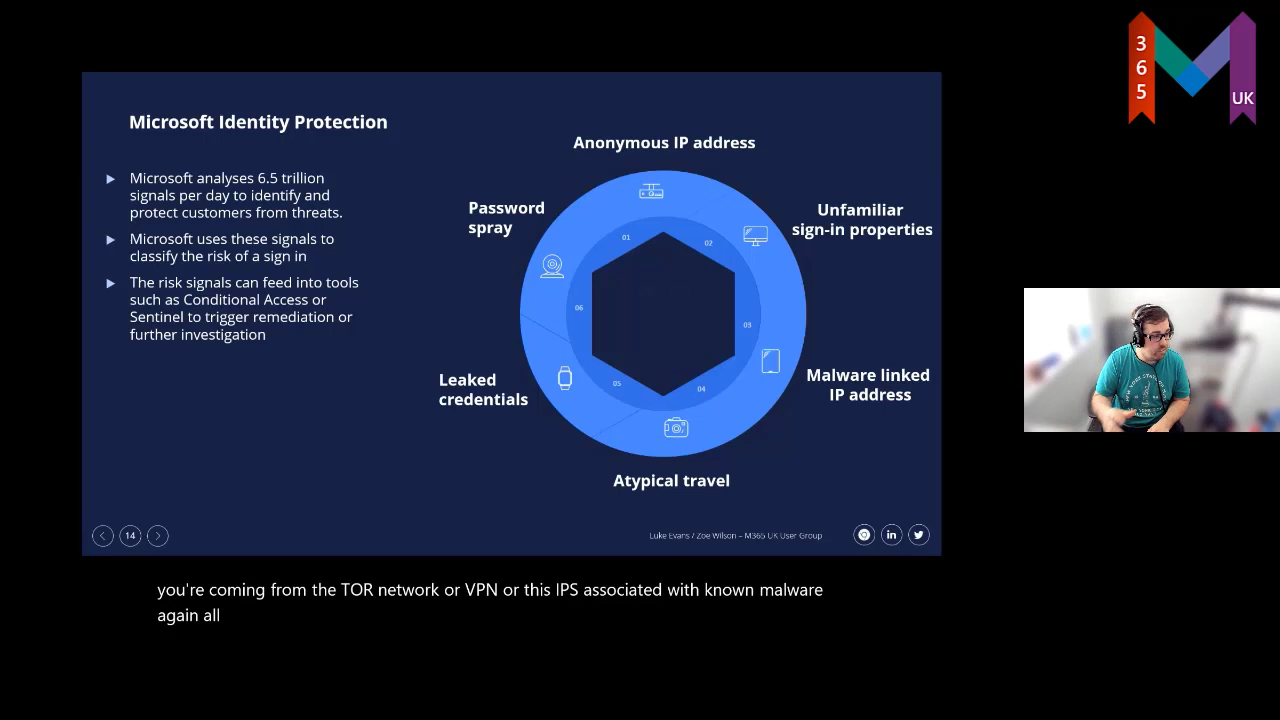 3
6
5
UK
Microsoft Identity Protection
Microsoft analyses 6.5 trillion
signals per day to identify and
protect customers from threats.
Microsoft uses these signals to
classify the risk of a sign in
The risk signals can feed into tools
such as Conditional Access or
Sentinel to trigger remediation or
further investigation
Anonymous IP address
Password
spray
Unfamiliar
sign-in properties
01
02
06
03
05
04
Leaked
credentials
Malware linked
IP address
Atypical travel
14
Luke Evans / Zoe Wilson – M365 UK User Group
in
you're coming from the TOR network or VPN or this IPS associated with known malware
again all